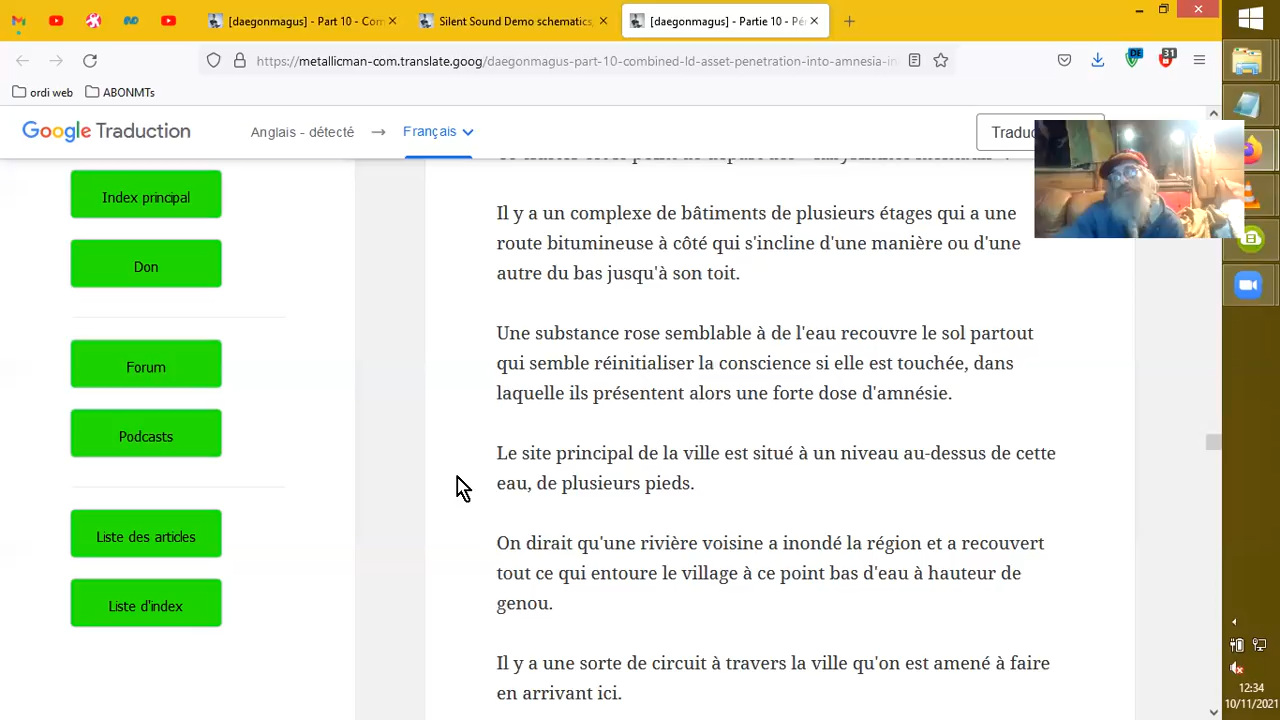 [daegonmagus] - Part 10 - Con
Silent Sound Demo schematics,
[daegonmagus] - Partie 10 - Pé
https://metallicman-com.translate.goog/daegonmagus-part-10-combined-ld-asset-penetration-into-amnesia-in
DE
31
ordi web
ABONMTs
Google Traduction
Anglais - détecté
Français
Traduc
Index principal
Don
Forum
Podcasts
Liste des articles
Liste d'index
Il y a un complexe de bâtiments de plusieurs étages qui a une
route bitumineuse à côté qui s'incline d'une manière ou d'une
autre du bas jusqu'à son toit.
Une substance rose semblable à de l'eau recouvre le sol partout
qui semble réinitialiser la conscience si elle est touchée, dans
laquelle ils présentent alors une forte dose d'amnésie.
Le site principal de la ville est situé à un niveau au-dessus de cette
eau, de plusieurs pieds.
On dirait qu'une rivière voisine a inondé la région et a recouvert
tout ce qui entoure le village à ce point bas d'eau à hauteur de
genou.
Il y a une sorte de circuit à travers la ville qu'on est amené à faire
en arrivant ici.
12:34
10/11/2021